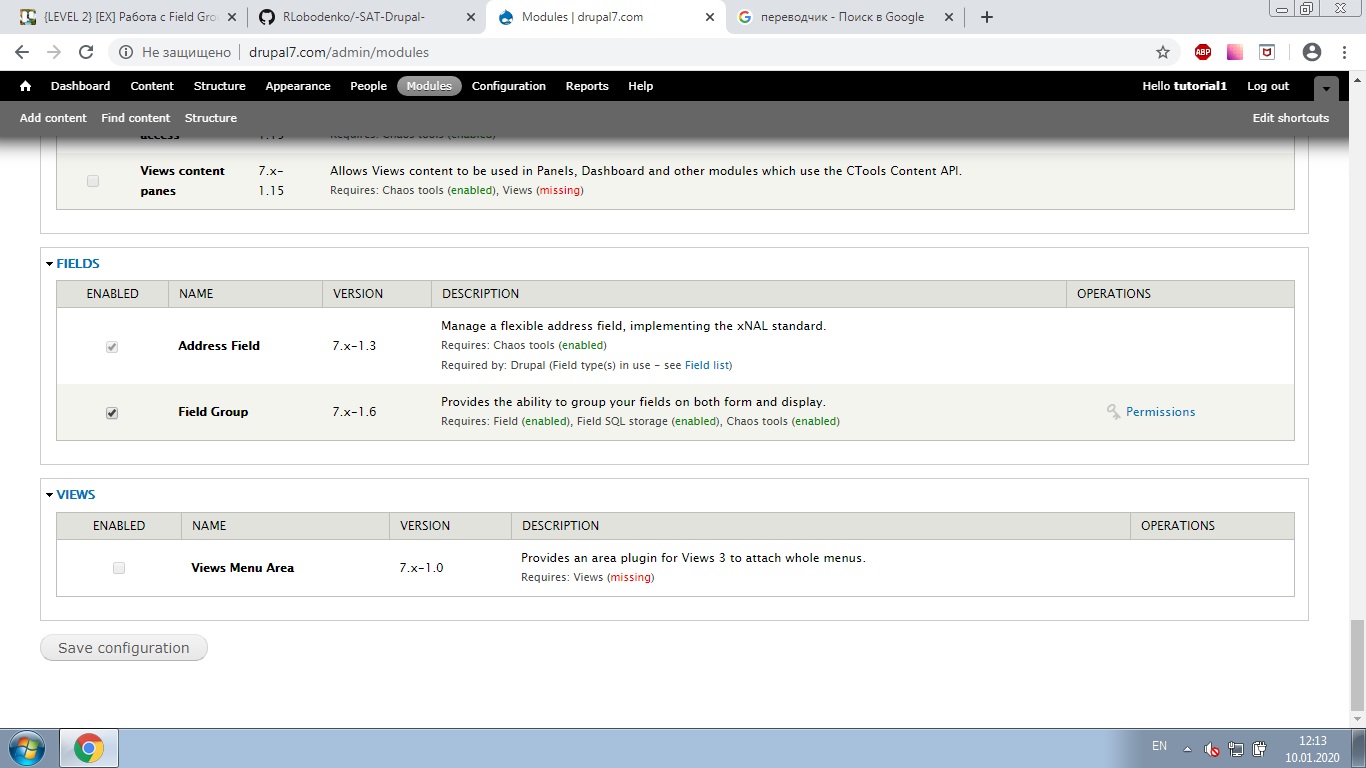 {LEVEL 2} [EX] Работа с Field Grou
RLobodenko/-SAT-Drupal-
Modules | drupal7.com
переводчик - Поиск в Google
Не защищено
drupal7.com/admin/modules
ABP
Dashboard Content Structure Appearance People Modules Configuration Reports Help
Hello tutorial1 Log out
Add content Find content Structure
Edit shortcuts
access 1.15 Requires: Chaos tools (enabled)
Views content panes
7.x-1.15
Allows Views content to be used in Panels, Dashboard and other modules which use the CTools Content API.
Requires: Chaos tools (enabled), Views (missing)
FIELDS
ENABLED NAME VERSION DESCRIPTION OPERATIONS
Address Field 7.x-1.3
Manage a flexible address field, implementing the xNAL standard.
Requires: Chaos tools (enabled)
Required by: Drupal (Field type(s) in use - see Field list)
Field Group 7.x-1.6
Provides the ability to group your fields on both form and display.
Requires: Field (enabled), Field SQL storage (enabled), Chaos tools (enabled)
Permissions
VIEWS
ENABLED NAME VERSION DESCRIPTION OPERATIONS
Views Menu Area 7.x-1.0
Provides an area plugin for Views 3 to attach whole menus.
Requires: Views (missing)
Save configuration
EN
12:13
10.01.2020